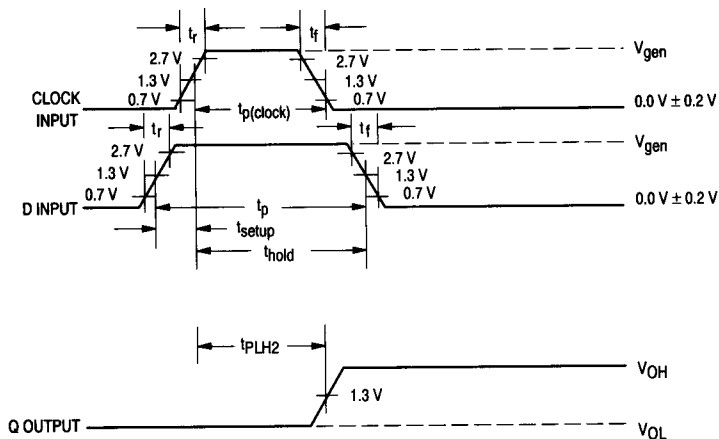 tr
tf
2.7 V
1.3 V
0.7 V
CLOCK
INPUT
tp(clock)
2.7 V
1.3 V
0.7 V
Vgen
0.0 V ± 0.2 V
tr
tf
2.7 V
1.3 V
0.7 V
D INPUT
tp
2.7 V
1.3 V
0.7 V
Vgen
0.0 V ± 0.2 V
tsetup
thold
tPLH2
1.3 V
VOH
Q OUTPUT
VOL